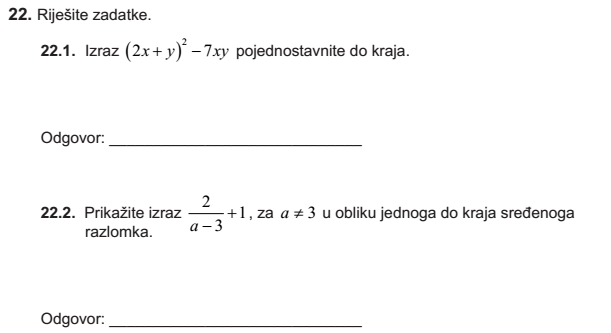 22. Riješite zadatke.
22.1. Izraz (2x + y)² − 7xy pojednostavnite do kraja.
Odgovor: ______________________________
22.2. Prikažite izraz 2/(a − 3) + 1, za a ≠ 3 u obliku jednoga do kraja sređenoga
razlomka.
Odgovor: ______________________________